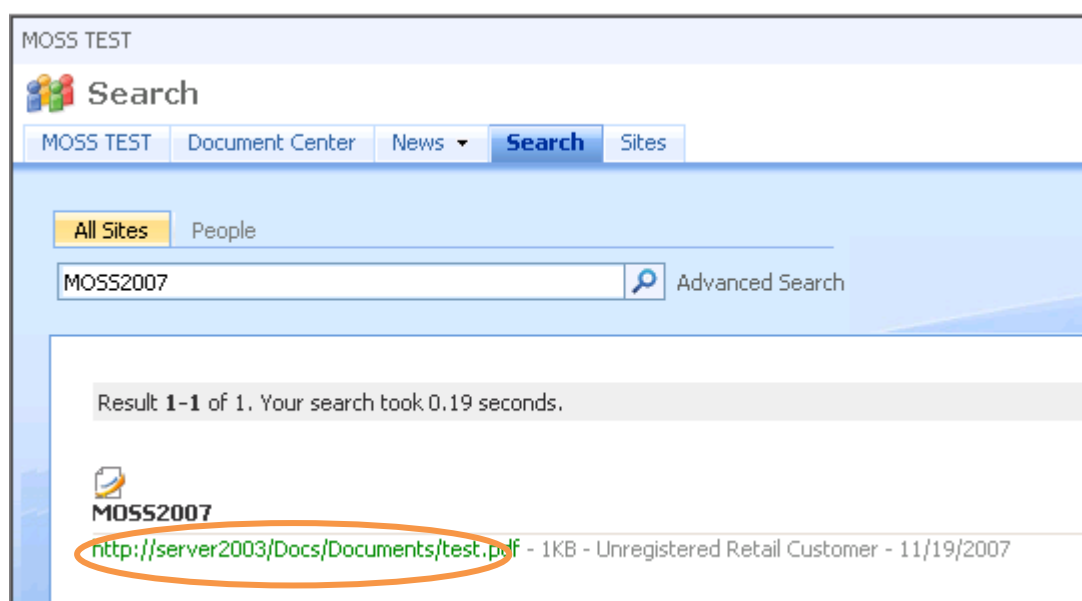 MOSS TEST
Search
MOSS TEST Document Center News Search Sites
All Sites People
MOSS2007 Advanced Search
Result 1-1 of 1. Your search took 0.19 seconds.
MOSS2007
http://server2003/Docs/Documents/test.pdf - 1KB - Unregistered Retail Customer - 11/19/2007